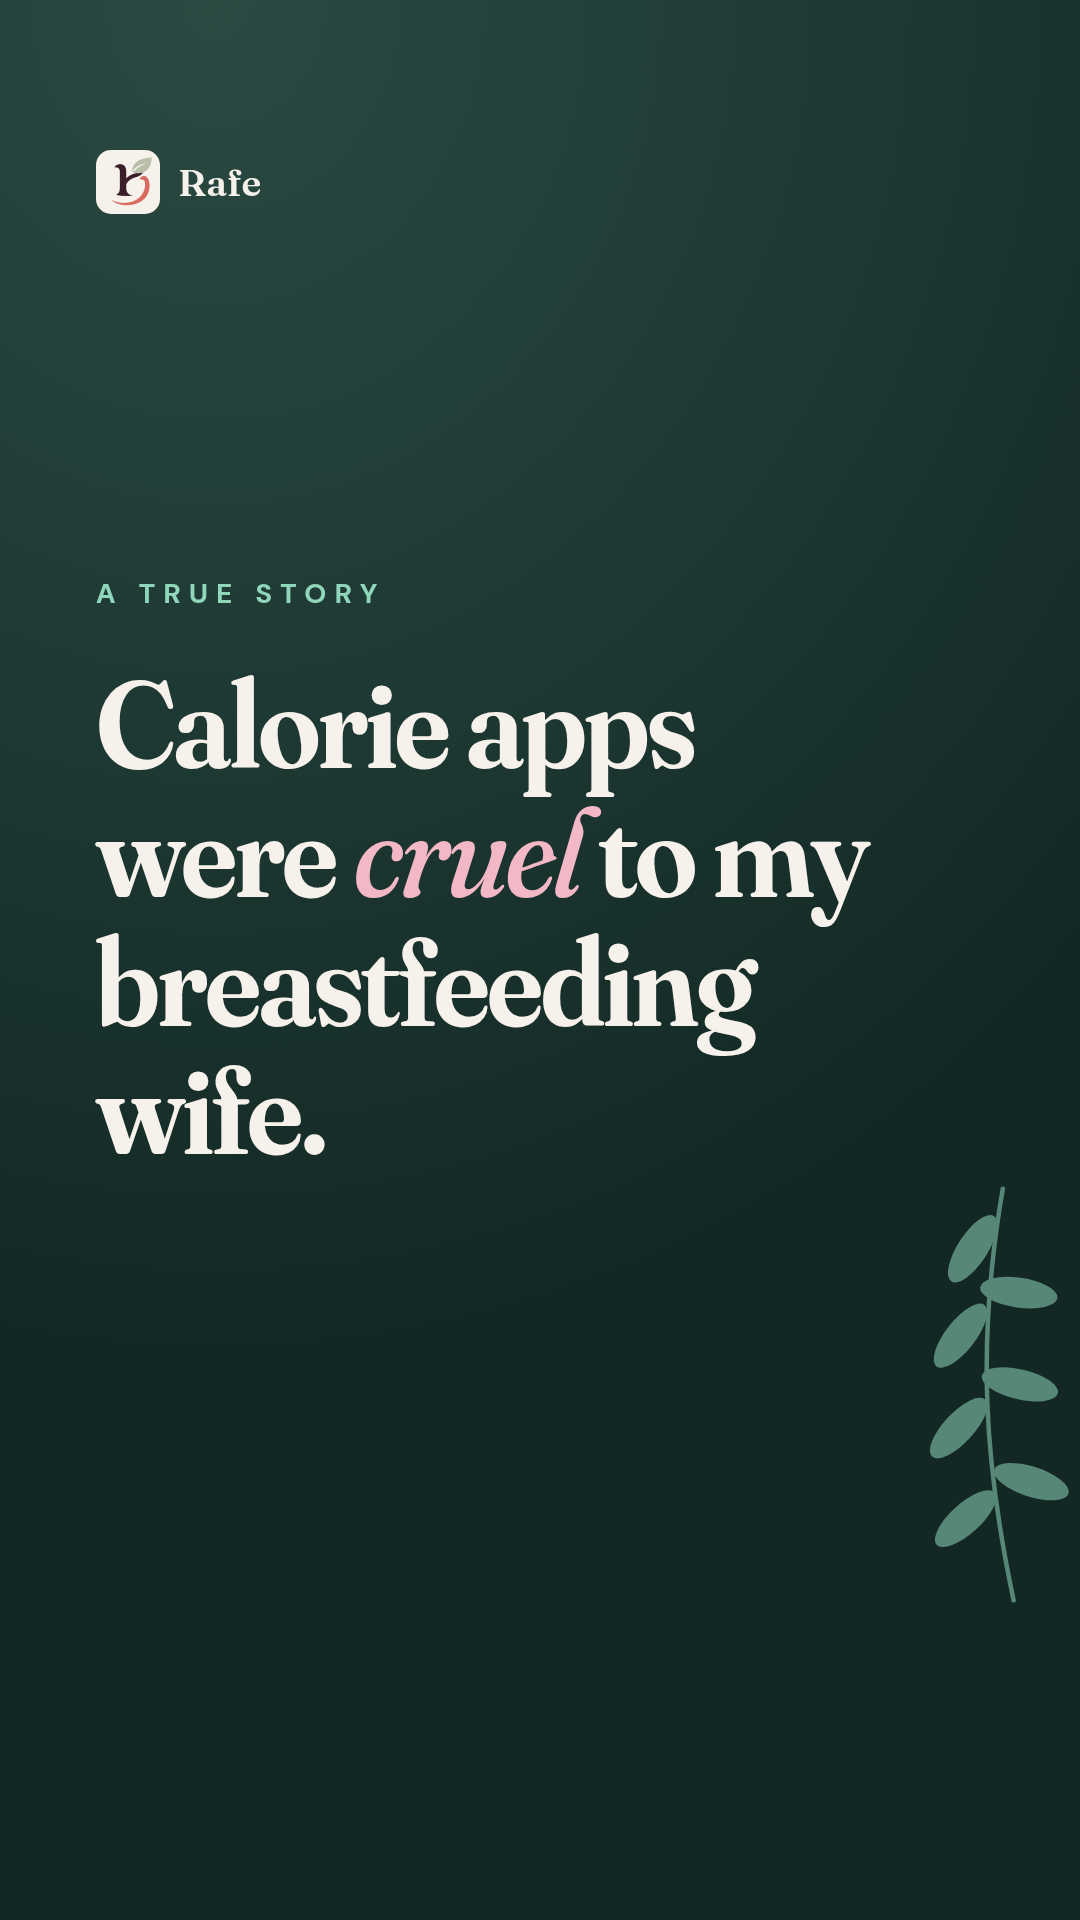 Rafe
A TRUE STORY
Calorie apps
were cruel to my
breastfeeding
wife.